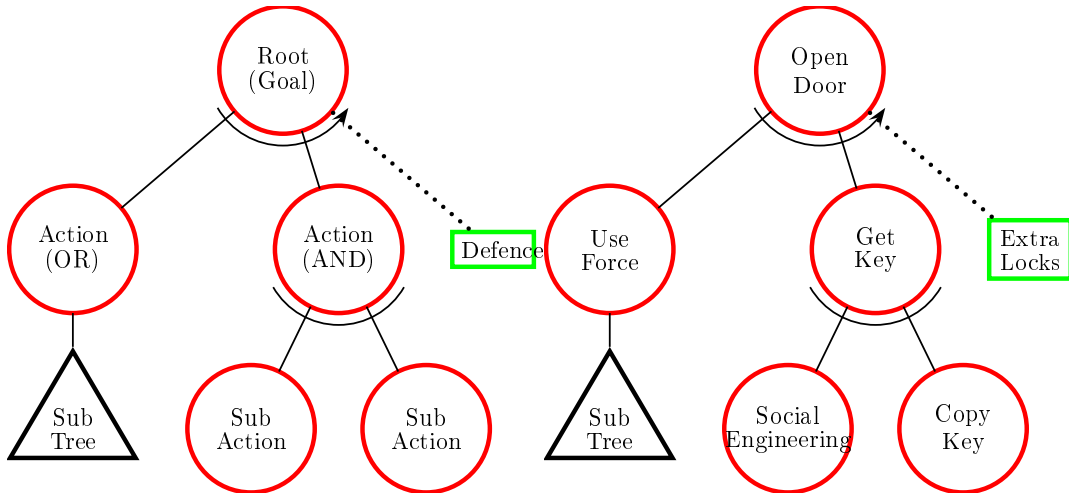 Root
(Goal)
Action
(OR)
Action
(AND)
Defence
Sub
Tree
Sub
Action
Sub
Action
Open
Door
Use
Force
Get
Key
Extra
Locks
Sub
Tree
Social
Engineering
Copy
Key